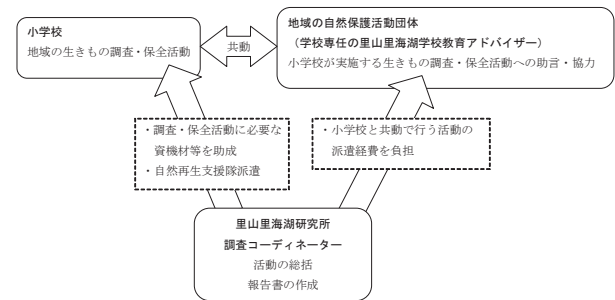 小学校
地域の生きもの調査・保全活動
共動
地域の自然保護活動団体
（学校専任の里山里海湖学校教育アドバイザー）
小学校が実施する生きもの調査・保全活動への助言・協力
・調査・保全活動に必要な
資機材等を助成
・自然再生支援隊派遣
・小学校と共動で行う活動の
派遣経費を負担
里山里海湖研究所
調査コーディネーター
活動の総括
報告書の作成